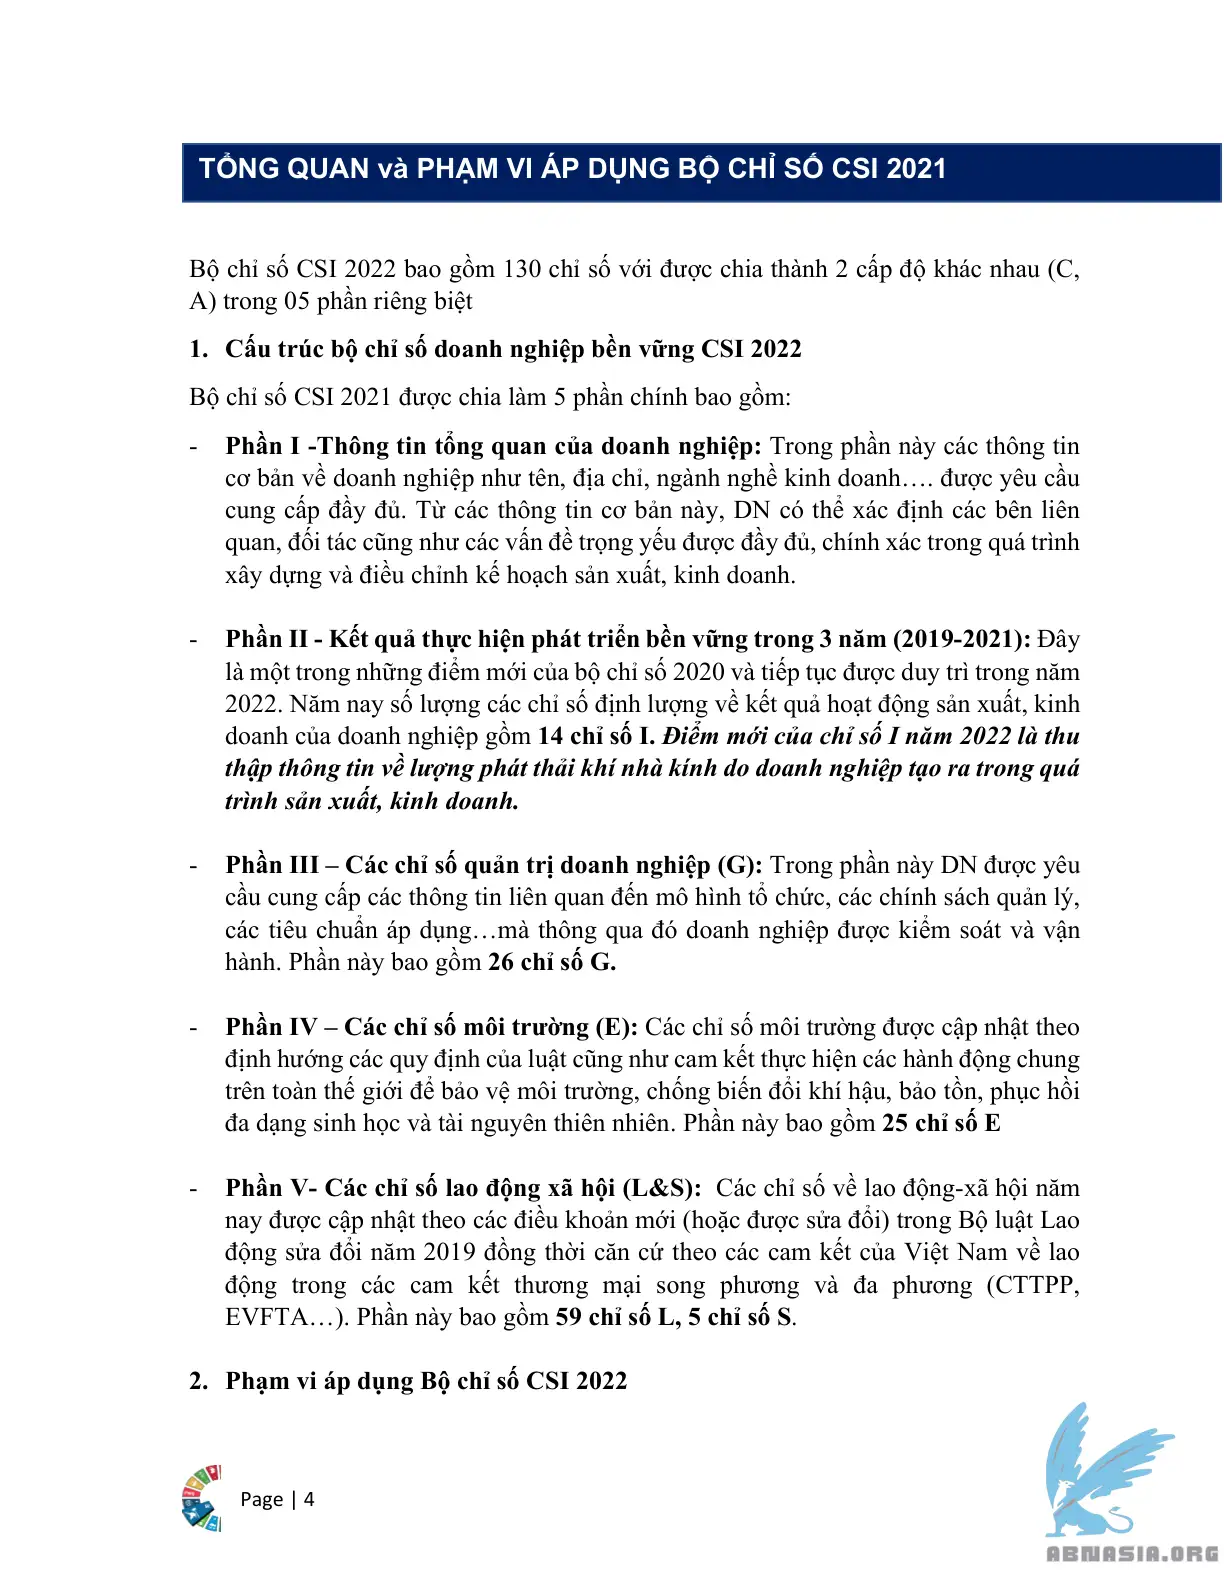 TỔNG QUAN và PHẠM VI ÁP DỤNG BỘ CHỈ SỐ CSI 2021
Bộ chỉ số CSI 2022 bao gồm 130 chỉ số với được chia thành 2 cấp độ khác nhau (C,
A) trong 05 phần riêng biệt
1. Cấu trúc bộ chỉ số doanh nghiệp bền vững CSI 2022
Bộ chỉ số CSI 2021 được chia làm 5 phần chính bao gồm:
- Phần I -Thông tin tổng quan của doanh nghiệp: Trong phần này các thông tin
cơ bản về doanh nghiệp như tên, địa chỉ, ngành nghề kinh doanh…. được yêu cầu
cung cấp đầy đủ. Từ các thông tin cơ bản này, DN có thể xác định các bên liên
quan, đối tác cũng như các vấn đề trọng yếu được đầy đủ, chính xác trong quá trình
xây dựng và điều chỉnh kế hoạch sản xuất, kinh doanh.
- Phần II - Kết quả thực hiện phát triển bền vững trong 3 năm (2019-2021): Đây
là một trong những điểm mới của bộ chỉ số 2020 và tiếp tục được duy trì trong năm
2022. Năm nay số lượng các chỉ số định lượng về kết quả hoạt động sản xuất, kinh
doanh của doanh nghiệp gồm 14 chỉ số I. Điểm mới của chỉ số I năm 2022 là thu
thập thông tin về lượng phát thải khí nhà kính do doanh nghiệp tạo ra trong quá
trình sản xuất, kinh doanh.
- Phần III – Các chỉ số quản trị doanh nghiệp (G): Trong phần này DN được yêu
cầu cung cấp các thông tin liên quan đến mô hình tổ chức, các chính sách quản lý,
các tiêu chuẩn áp dụng…mà thông qua đó doanh nghiệp được kiểm soát và vận
hành. Phần này bao gồm 26 chỉ số G.
- Phần IV – Các chỉ số môi trường (E): Các chỉ số môi trường được cập nhật theo
định hướng các quy định của luật cũng như cam kết thực hiện các hành động chung
trên toàn thế giới để bảo vệ môi trường, chống biến đổi khí hậu, bảo tồn, phục hồi
đa dạng sinh học và tài nguyên thiên nhiên. Phần này bao gồm 25 chỉ số E
- Phần V- Các chỉ số lao động xã hội (L&S): Các chỉ số về lao động-xã hội năm
nay được cập nhật theo các điều khoản mới (hoặc được sửa đổi) trong Bộ luật Lao
động sửa đổi năm 2019 đồng thời căn cứ theo các cam kết của Việt Nam về lao
động trong các cam kết thương mại song phương và đa phương (CTTPP,
EVFTA…). Phần này bao gồm 59 chỉ số L, 5 chỉ số S.
2. Phạm vi áp dụng Bộ chỉ số CSI 2022
Page | 4
ABNASIA.ORG